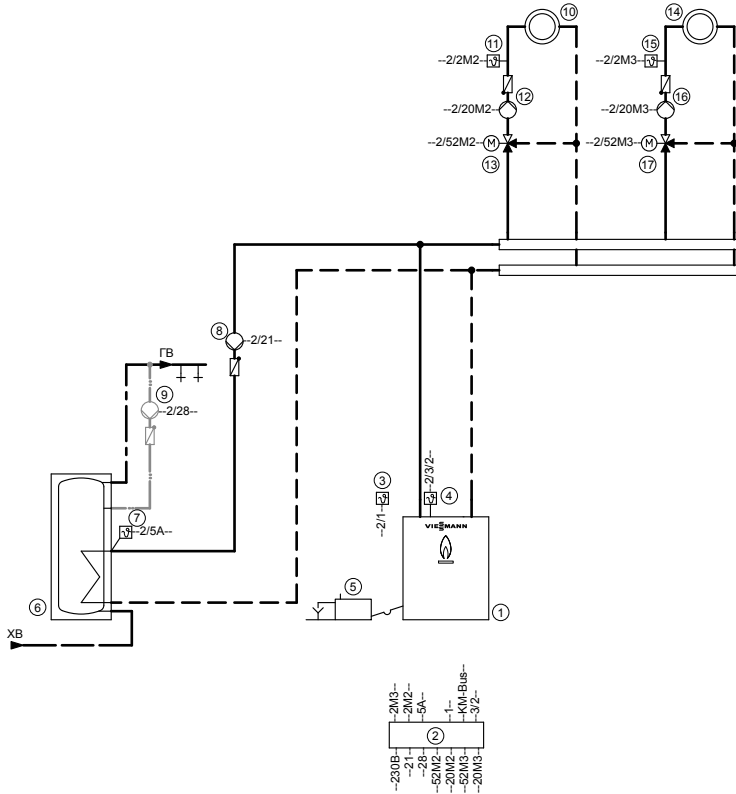 10
14
11
--2/2M2--
15
--2/2M3--
12
--2/20M2--
16
--2/20M3--
--2/52M2--
M
--2/52M3--
M
13
17
8
--2/21--
ГВ
9
--2/28--
3
--2/1--
--2/3/2--
4
7
--2/5A--
VIESMANN
5
6
1
ХВ
--2M3--
--2M2--
--5A--
--1--
--KM-Bus--
--3/2--
2
--230В--
--21--
--28--
--52M2--
--20M2--
--52M3--
--20M3--